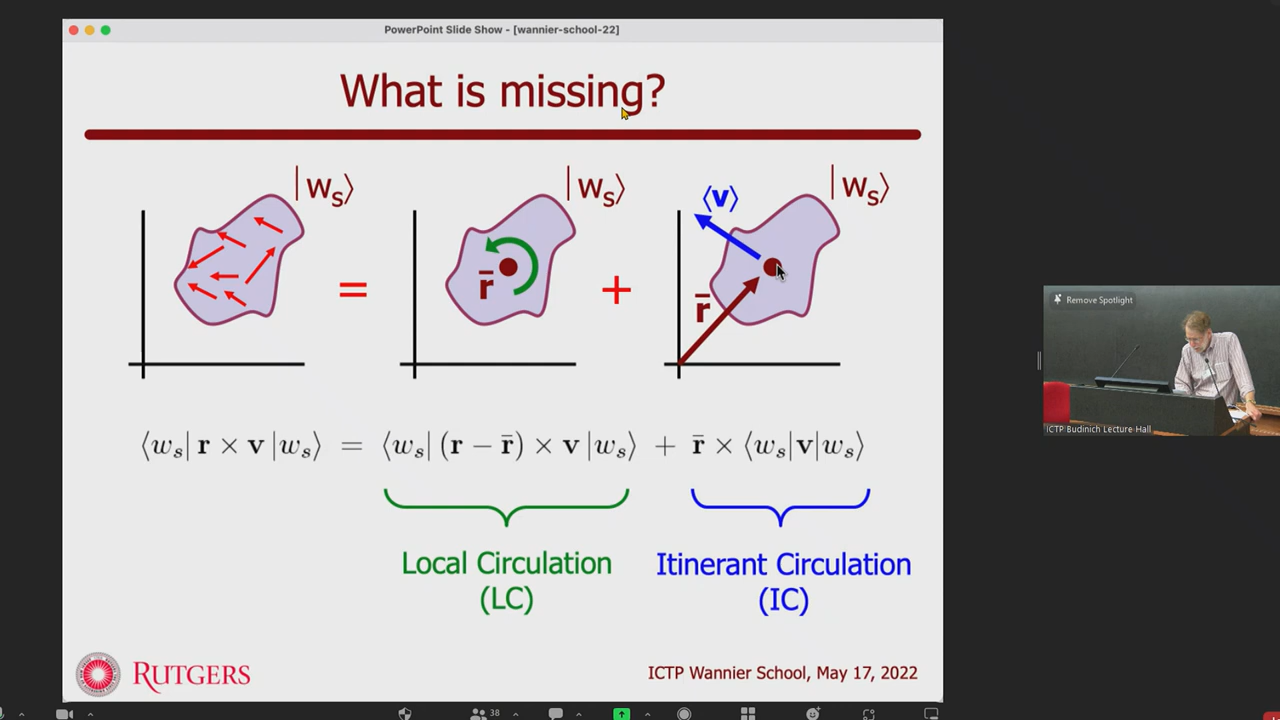 PowerPoint Slide Show - [wannier-school-22]
What is missing?
|w_s⟩
|w_s⟩
|w_s⟩
⟨v⟩
r̄
r̄
=
+
⟨w_s| r × v |w_s⟩ = ⟨w_s| (r − r̄) × v |w_s⟩ + r̄ × ⟨w_s|v|w_s⟩
Local Circulation
(LC)
Itinerant Circulation
(IC)
RUTGERS
ICTP Wannier School, May 17, 2022
Remove Spotlight
ICTP Budinich Lecture Hall
38